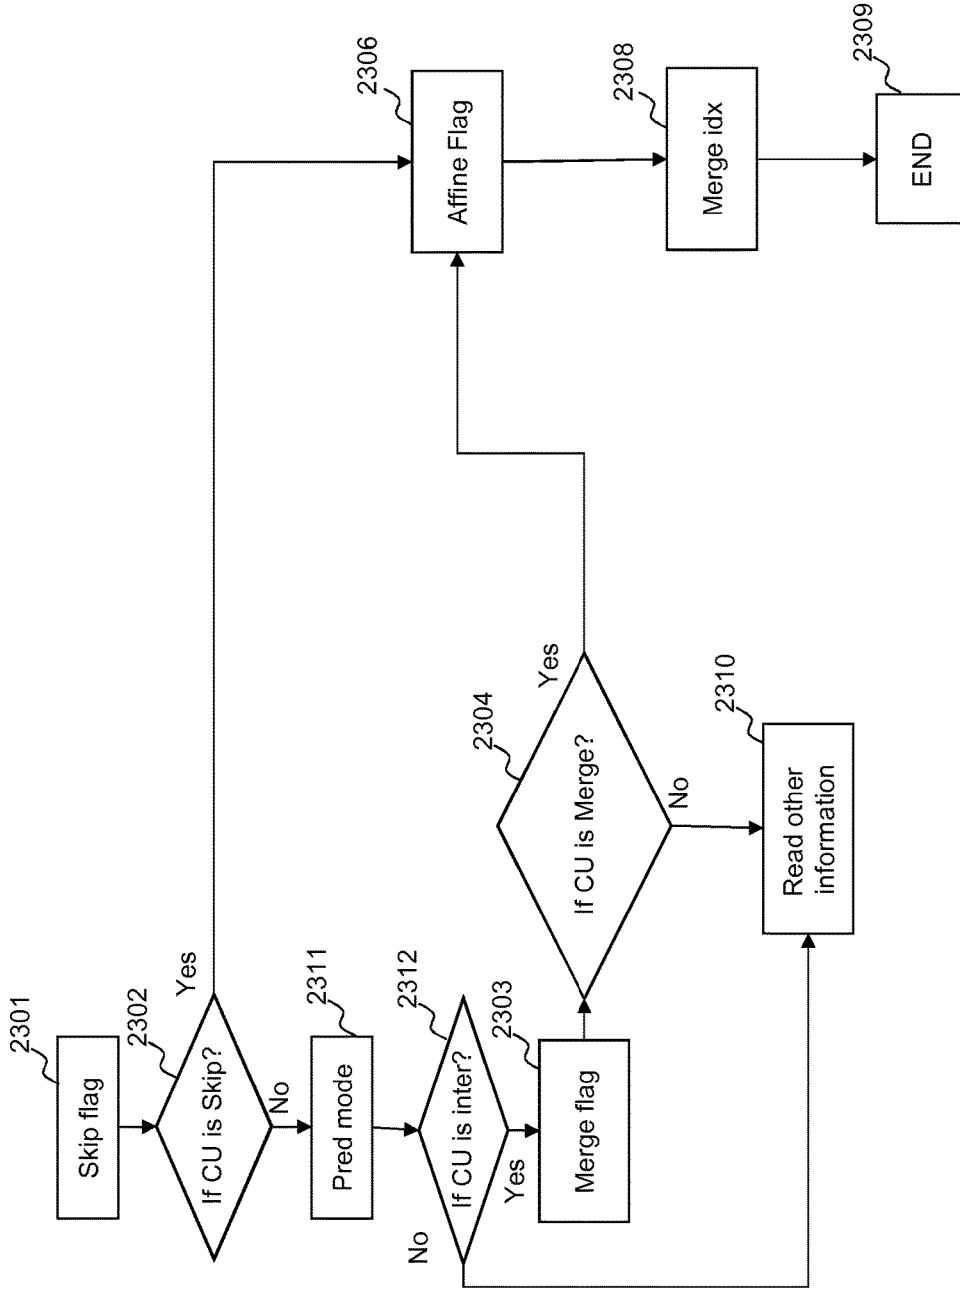 2301
Skip flag
2302
If CU is Skip?
Yes
No
2311
Pred mode
2312
If CU is inter?
No
Yes
2303
Merge flag
2304
If CU is Merge?
Yes
No
2310
Read other
information
2306
Affine Flag
2308
Merge idx
2309
END